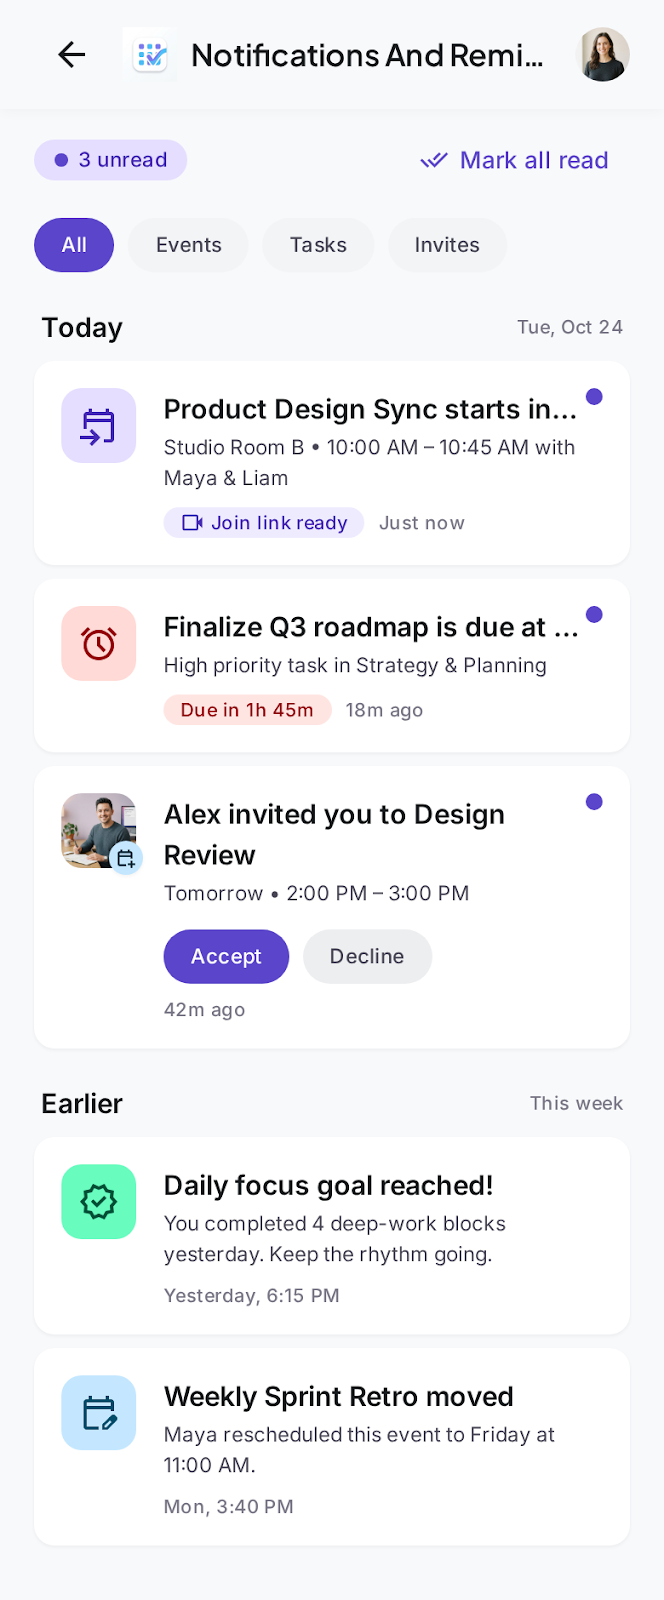 Notifications And Remi...
3 unread
Mark all read
All
Events
Tasks
Invites
Today
Tue, Oct 24
Product Design Sync starts in...
Studio Room B • 10:00 AM – 10:45 AM with
Maya & Liam
Join link ready
Just now
Finalize Q3 roadmap is due at ...
High priority task in Strategy & Planning
Due in 1h 45m
18m ago
Alex invited you to Design
Review
Tomorrow • 2:00 PM – 3:00 PM
Accept
Decline
42m ago
Earlier
This week
Daily focus goal reached!
You completed 4 deep-work blocks
yesterday. Keep the rhythm going.
Yesterday, 6:15 PM
Weekly Sprint Retro moved
Maya rescheduled this event to Friday at
11:00 AM.
Mon, 3:40 PM